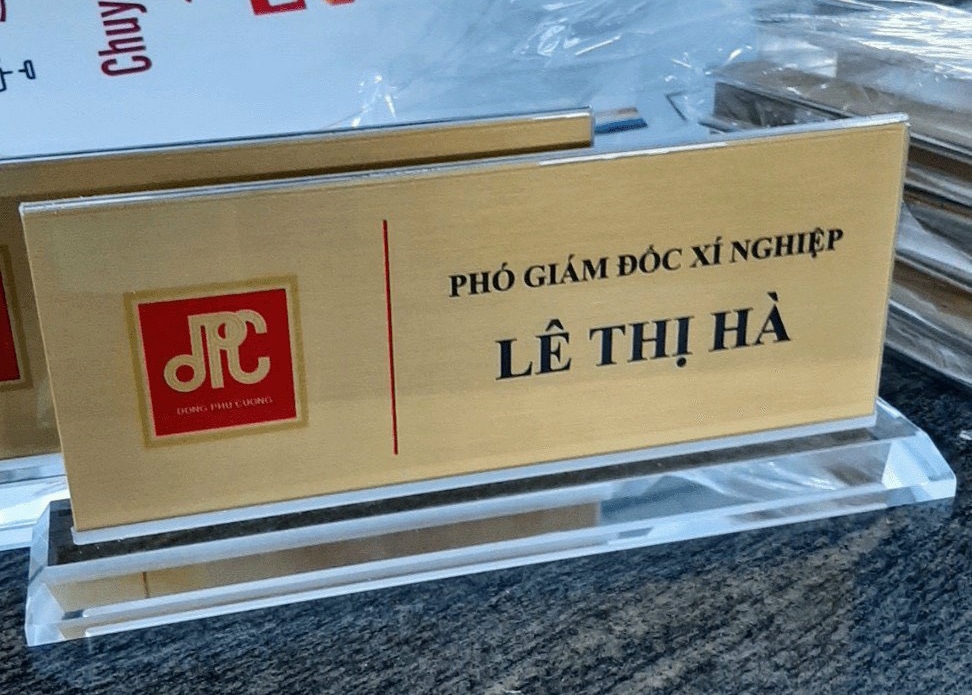 Chuy
PHÓ GIÁM ĐỐC XÍ NGHIỆP
LÊ THỊ HÀ
dPC
DONG PHU CUONG